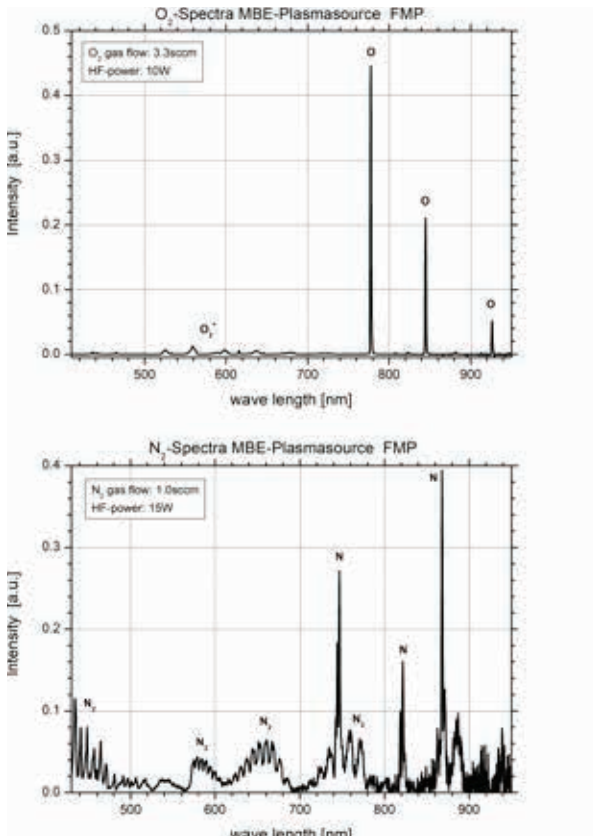 O₂-Spectra MBE-Plasmasource FMP
0.5
O₂ gas flow: 3.3sccm
HF-power: 10W
O
0.4
0.3
Intensity [a.u.]
O
0.2
0.1
O
O₂⁺
0.0
500 600 700 800 900
wave length [nm]
N₂-Spectra MBE-Plasmasource FMP
0.4
N
N₂ gas flow: 1.0sccm
HF-power: 15W
0.3
N
Intensity [a.u.]
0.2
N
0.1
N₂
N₂
N₂
N₂
0.0
500 600 700 800 900
wave length [nm]